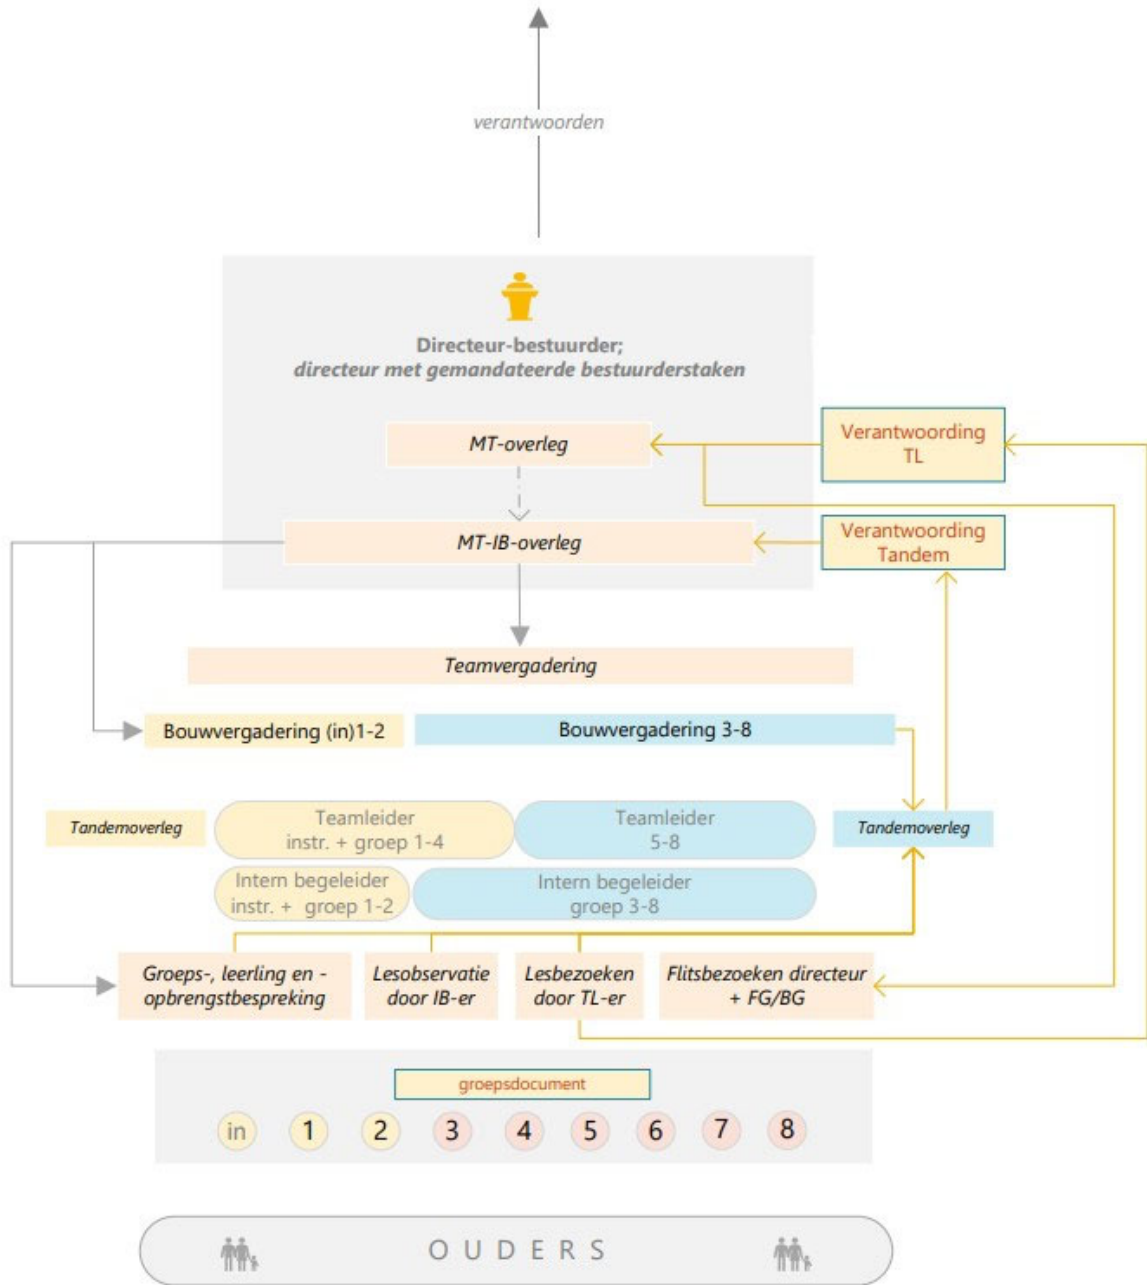 verantwoorden
Directeur-bestuurder;
directeur met gemandateerde bestuurderstaken
MT-overleg
Verantwoording
TL
MT-IB-overleg
Verantwoording
Tandem
Teamvergadering
Bouwvergadering (in)1-2
Bouwvergadering 3-8
Tandemoverleg
Teamleider
instr. + groep 1-4
Teamleider
5-8
Tandemoverleg
Intern begeleider
instr. + groep 1-2
Intern begeleider
groep 3-8
Groeps-, leerling en -
opbrengstbespreking
Lesobservatie
door IB-er
Lesbezoeken
door TL-er
Flitsbezoeken directeur
+ FG/BG
groepsdocument
in 1 2 3 4 5 6 7 8
OUDERS